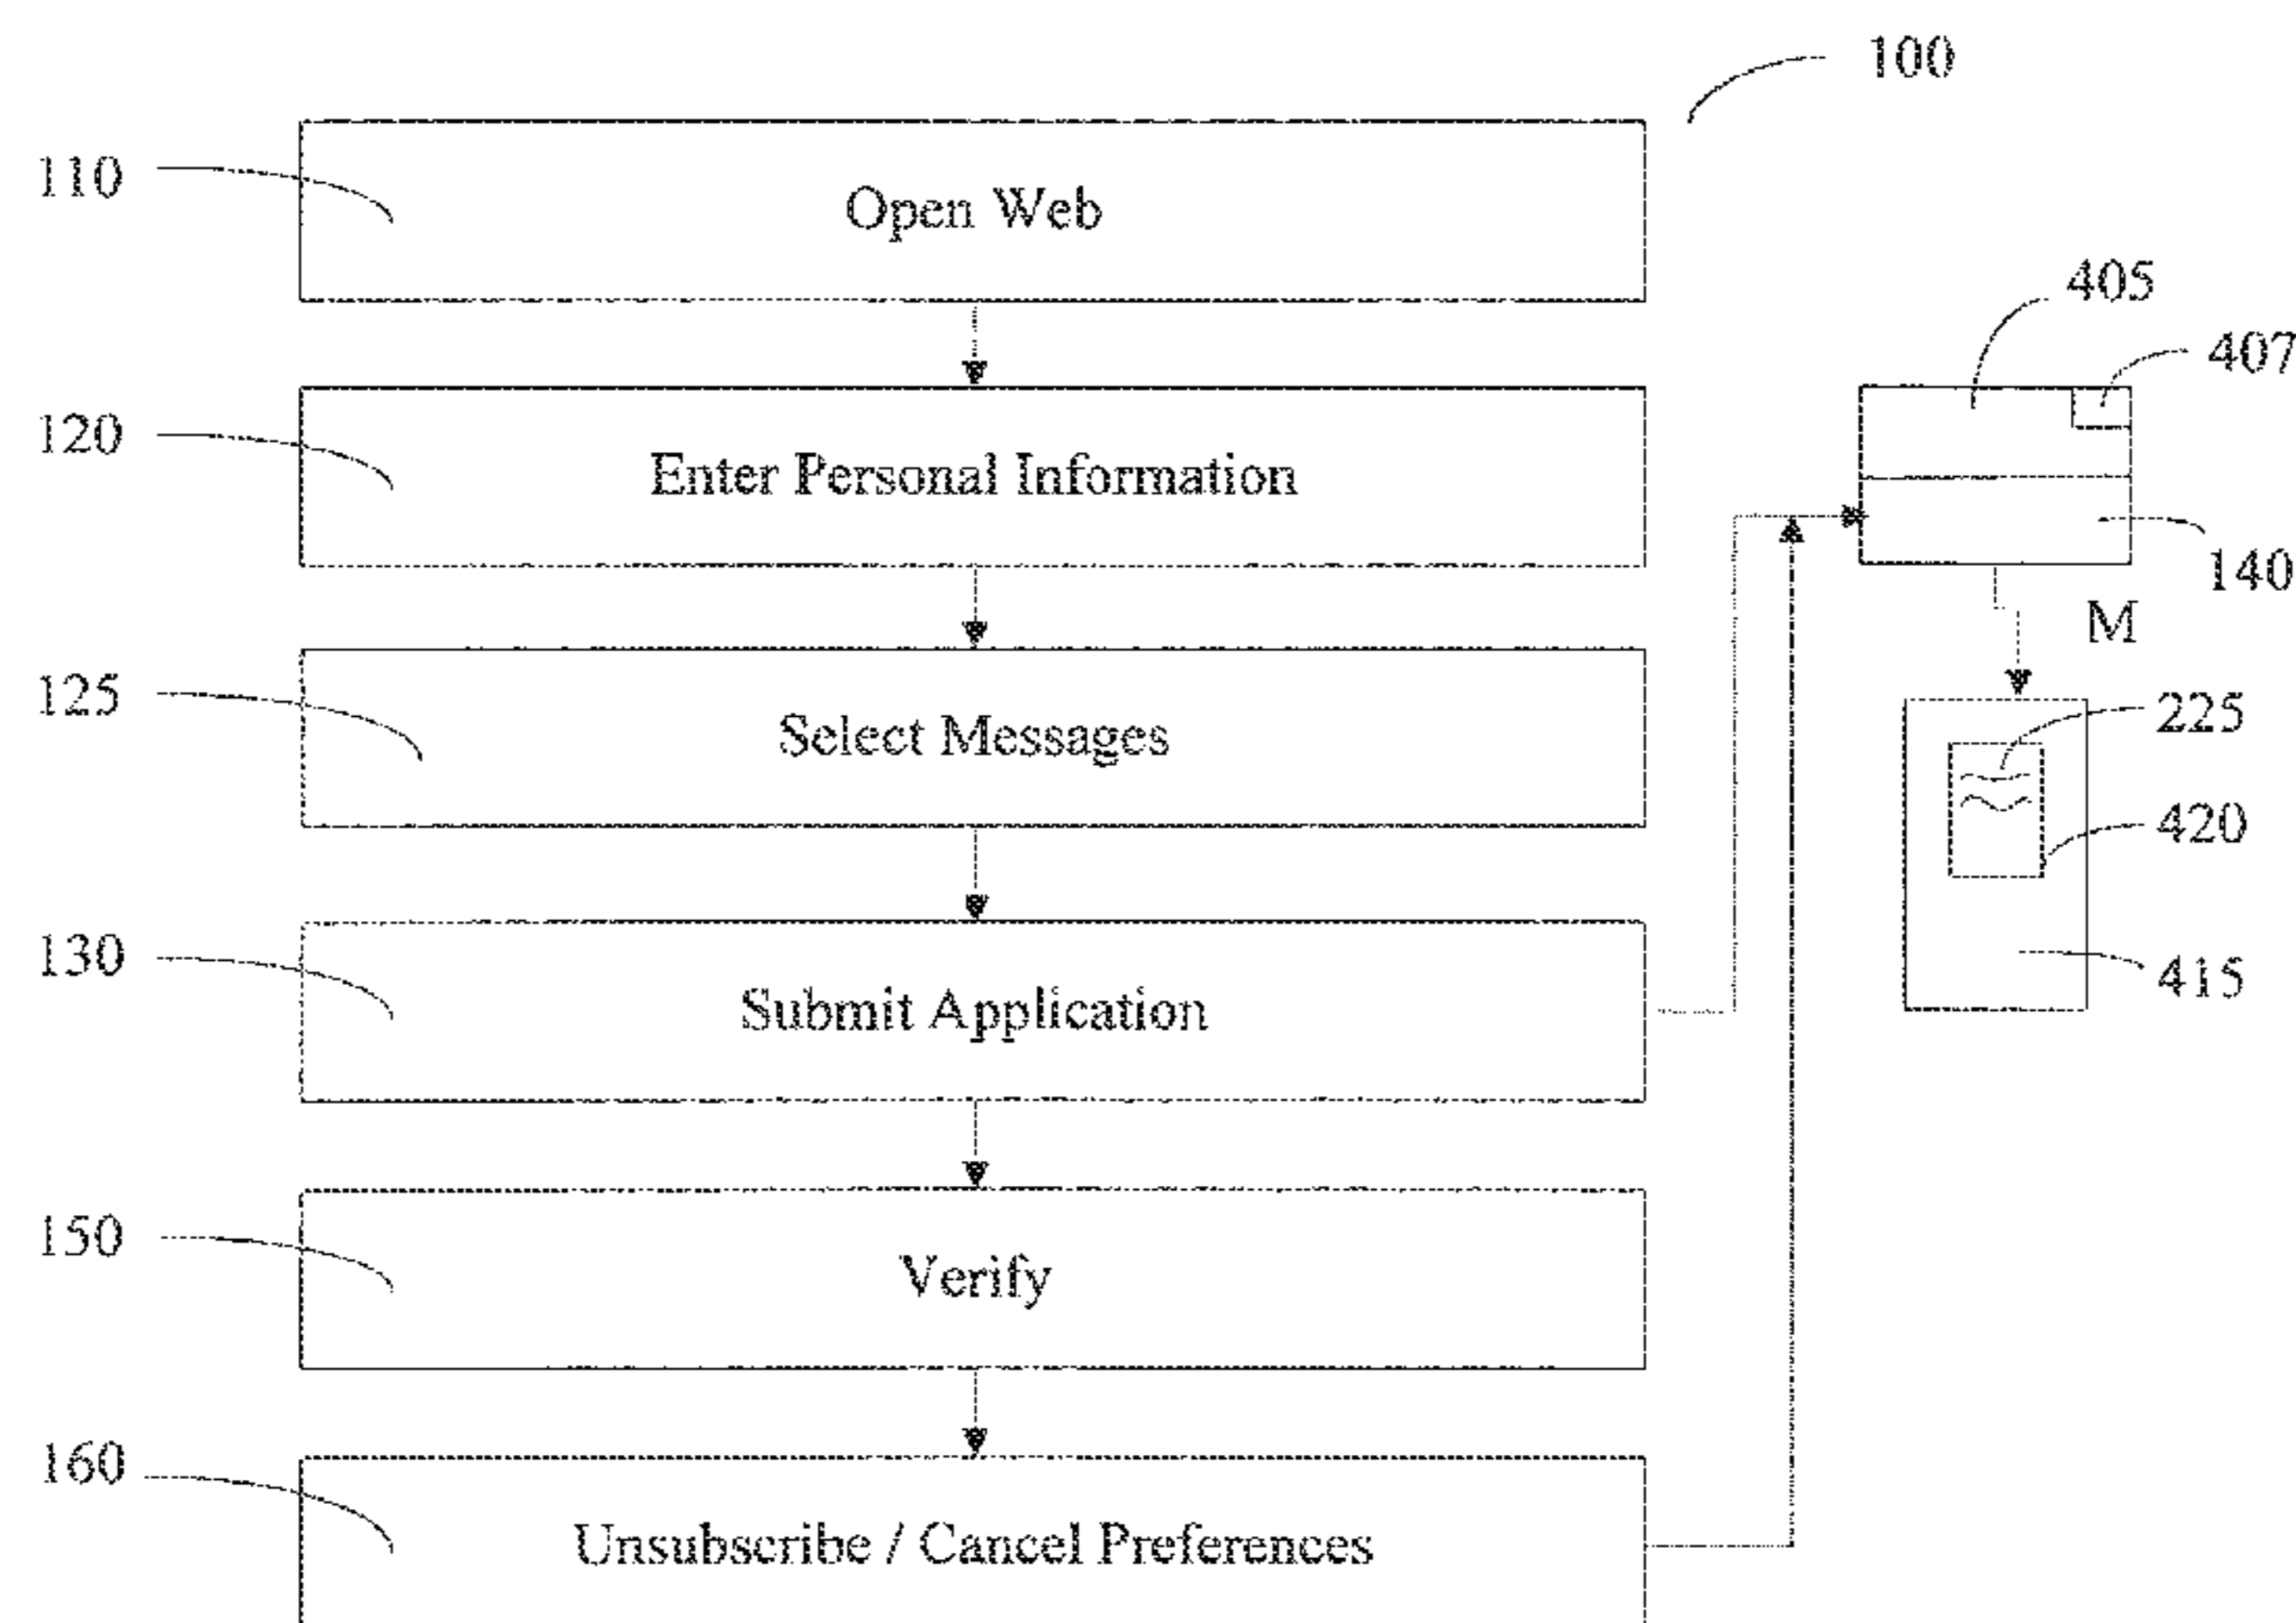 100
110
Open Web
405
407
120
Enter Personal Information
140
M
125
Select Messages
225
420
130
Submit Application
415
150
Verify
160
Unsubscribe / Cancel Preferences